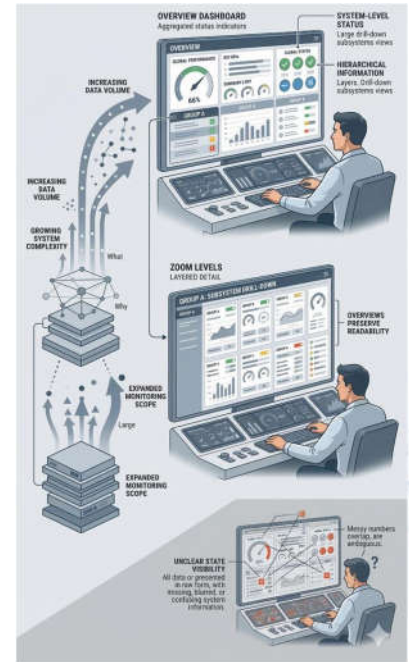 OVERVIEW DASHBOARD
Aggregated status indicators
SYSTEM-LEVEL
STATUS
Large drill-down
subsystems views
HIERARCHICAL
INFORMATION
Layers, Drill-down
subsystems views
OVERVIEW
GLOBAL PERFORMANCE
66%
GLOBAL STATUS
GROUP A
INCREASING
DATA VOLUME
INCREASING
DATA VOLUME
GROWING
SYSTEM
COMPLEXITY
What
Why
ZOOM LEVELS
LAYERED DETAIL
GROUP A: SUBSYSTEM DRILL-DOWN
OVERVIEWS
PRESERVE
READABILITY
EXPANDED
MONITORING
SCOPE
Large
EXPANDED
MONITORING
SCOPE
UNCLEAR STATE
VISIBILITY
All data or presented
in raw form, with
missing, blurred, or
confusing system
information.
Messy numbers
overlap, are
ambiguous.
?